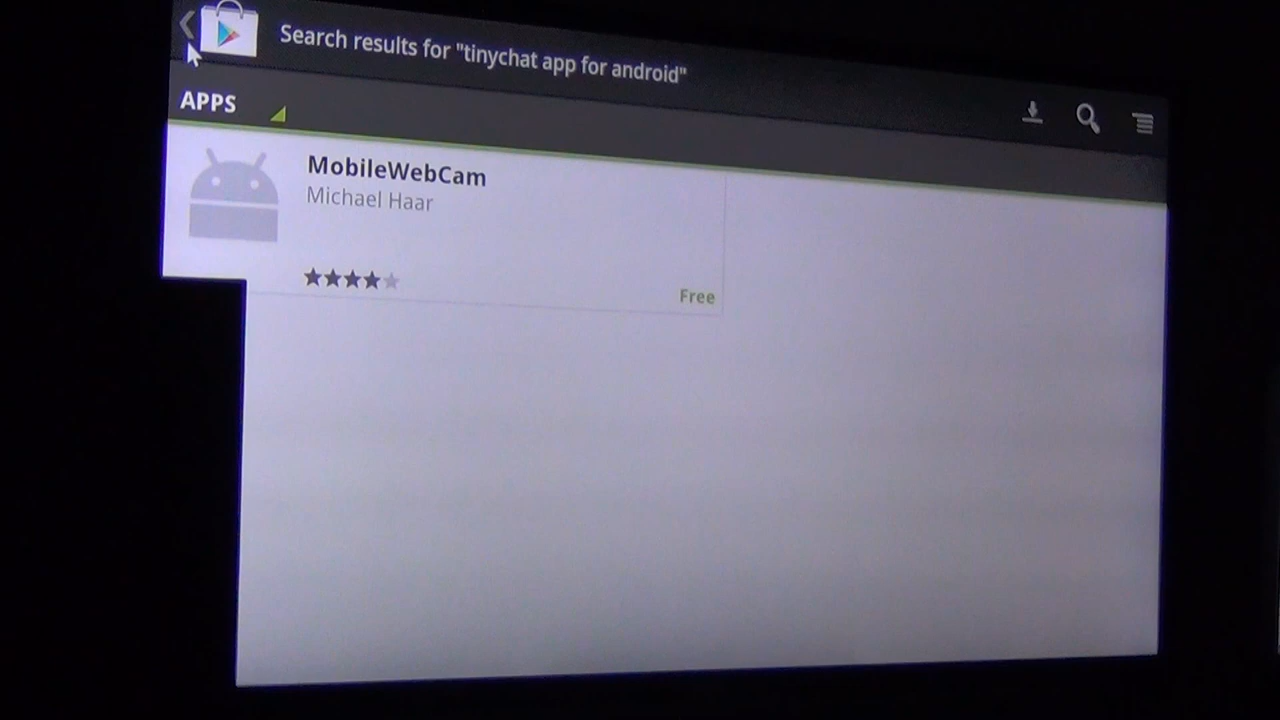 Search results for "tinychat app for android"
APPS
MobileWebCam
Michael Haar
Free